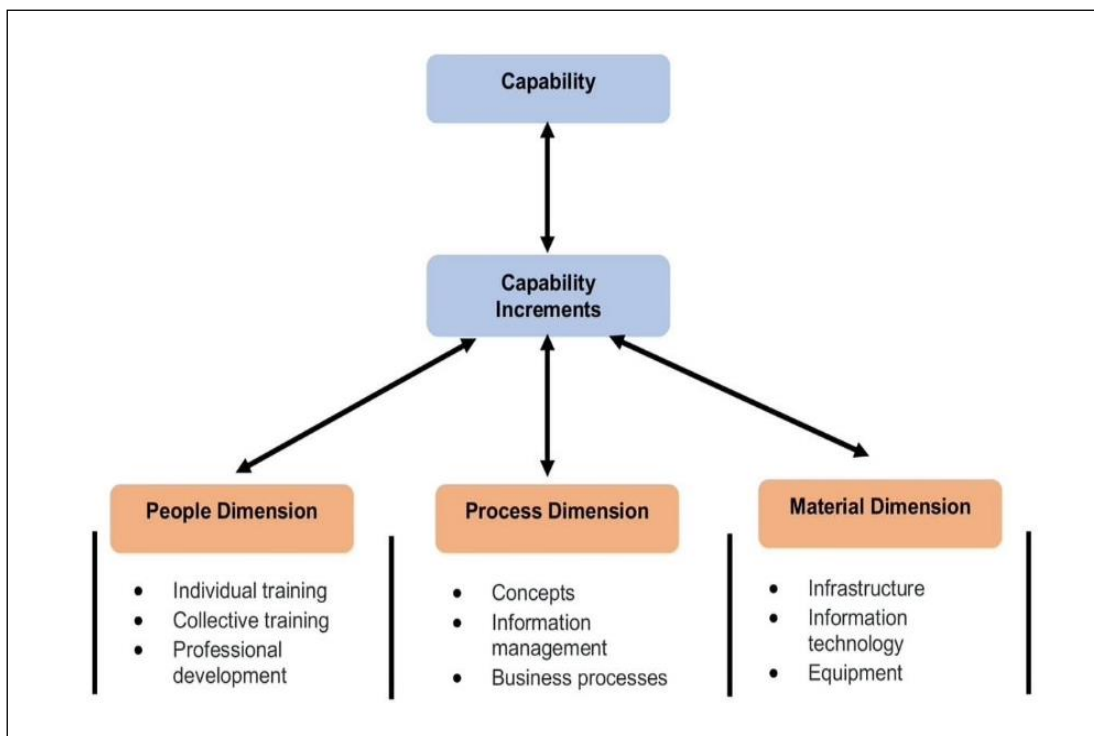 Capability
Capability
Increments
People Dimension
• Individual training
• Collective training
• Professional
development
Process Dimension
• Concepts
• Information
management
• Business processes
Material Dimension
• Infrastructure
• Information
technology
• Equipment